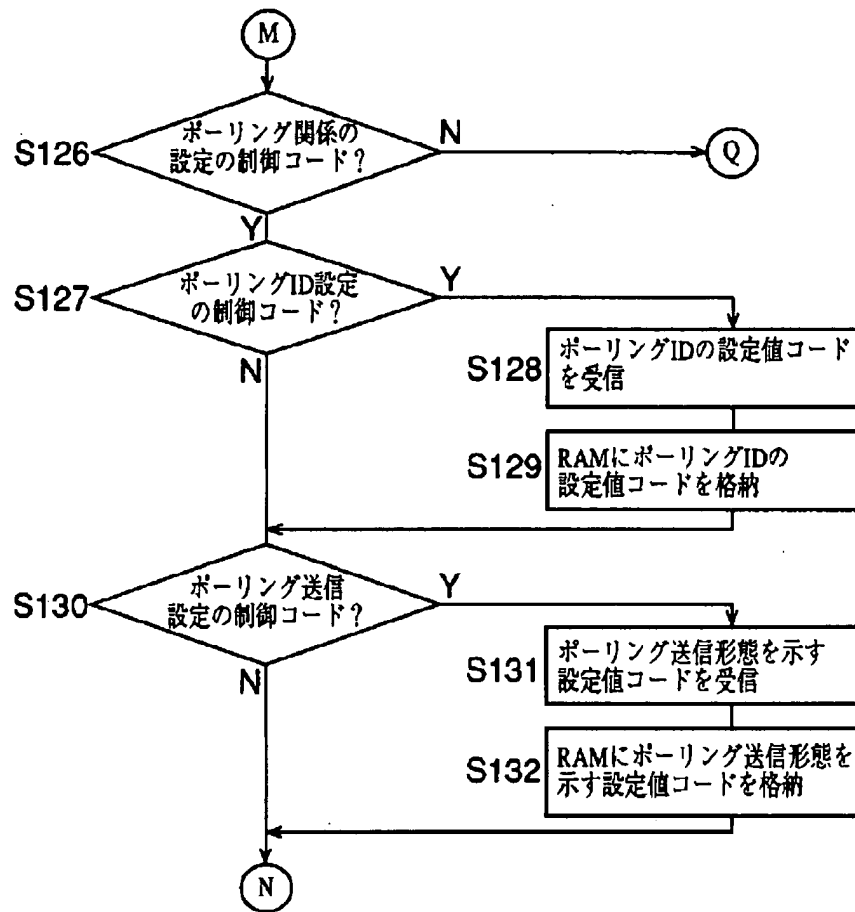 M
S126
ポーリング関係の
設定の制御コード？
N
Q
Y
S127
ポーリングID設定
の制御コード？
Y
N
S128
ポーリングIDの設定値コード
を受信
S129
RAMにポーリングIDの
設定値コードを格納
S130
ポーリング送信
設定の制御コード？
Y
N
S131
ポーリング送信形態を示す
設定値コードを受信
S132
RAMにポーリング送信形態を
示す設定値コードを格納
N